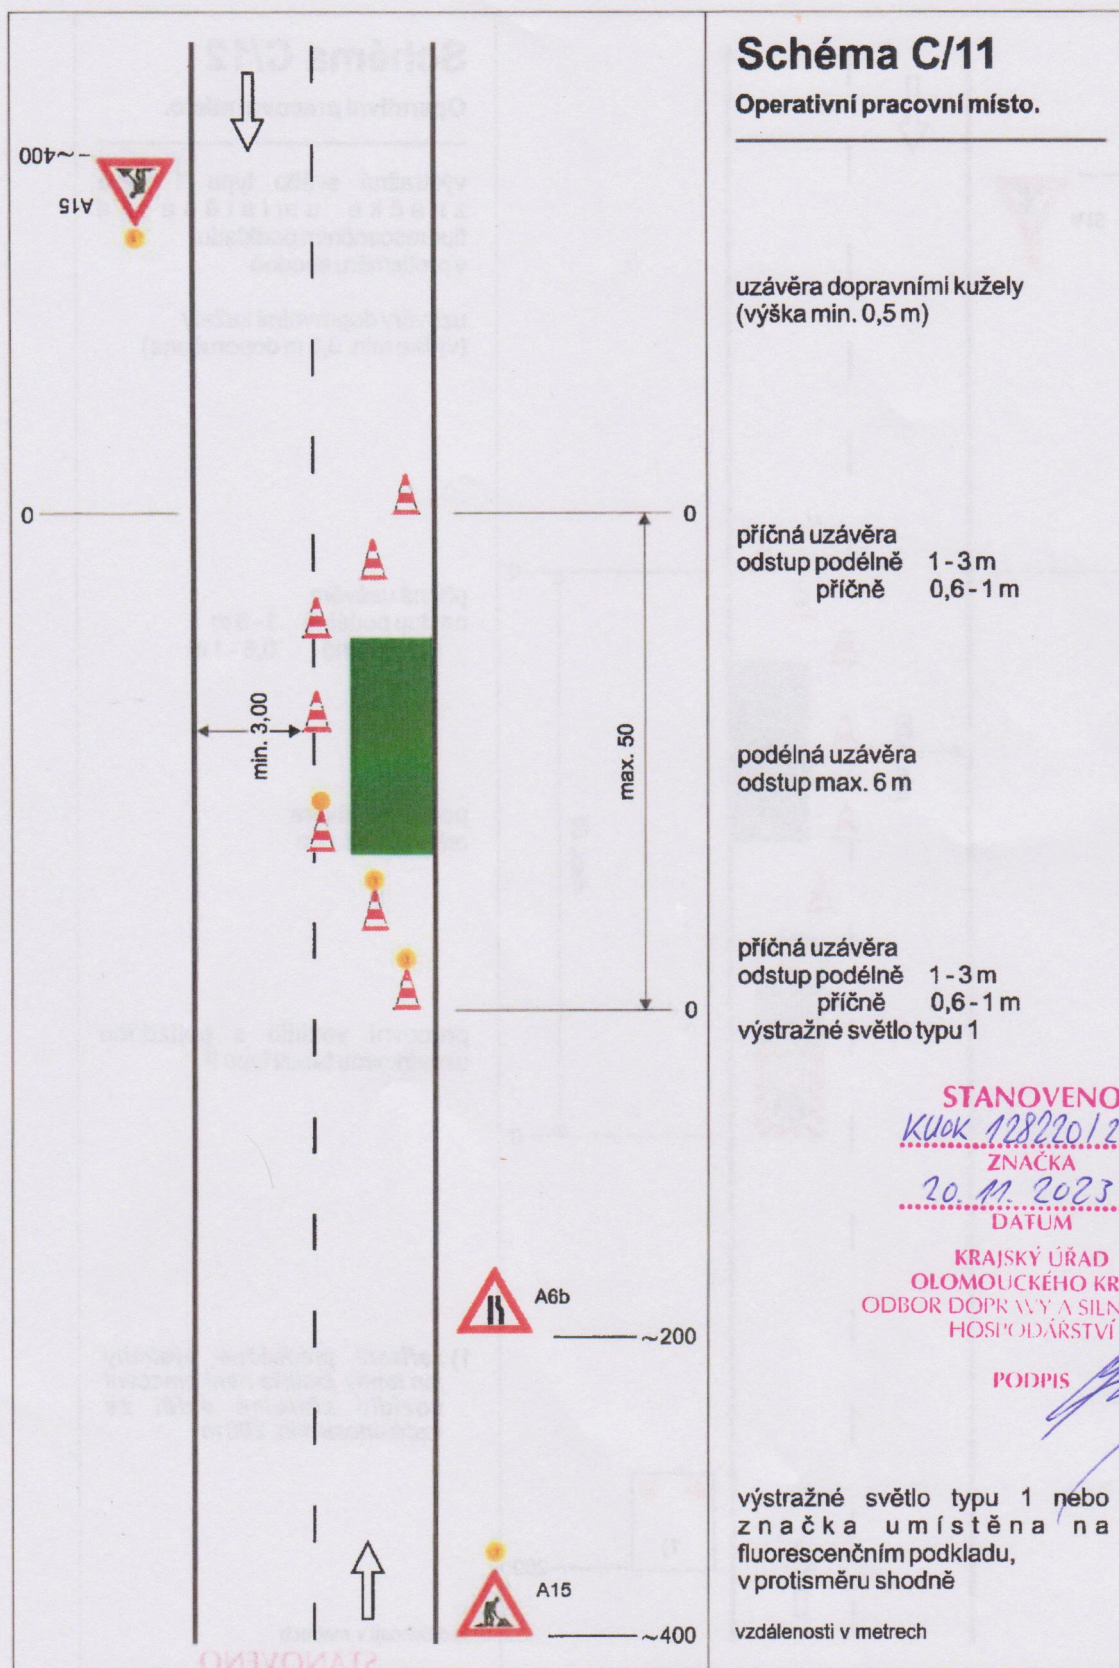 Schéma C/11
Operativní pracovní místo.
~400
A15
uzávěra dopravními kužely
(výška min. 0,5 m)
0
0
příčná uzávěra
odstup podélně 1 - 3 m
příčně 0,6 - 1 m
min. 3,00
max. 50
podélná uzávěra
odstup max. 6 m
příčná uzávěra
odstup podélně 1 - 3 m
příčně 0,6 - 1 m
výstražné světlo typu 1
0
STANOVENO
KUOK 128220/2
ZNAČKA
20. 11. 2023
DATUM
KRAJSKÝ ÚŘAD
OLOMOUCKÉHO KR
ODBOR DOPRAVY A SILN
HOSPODÁŘSTVÍ
PODPIS
A6b
~200
výstražné světlo typu 1 nebo
značka umístěna na
fluorescenčním podkladu,
v protisměru shodně
A15
~400
vzdálenosti v metrech